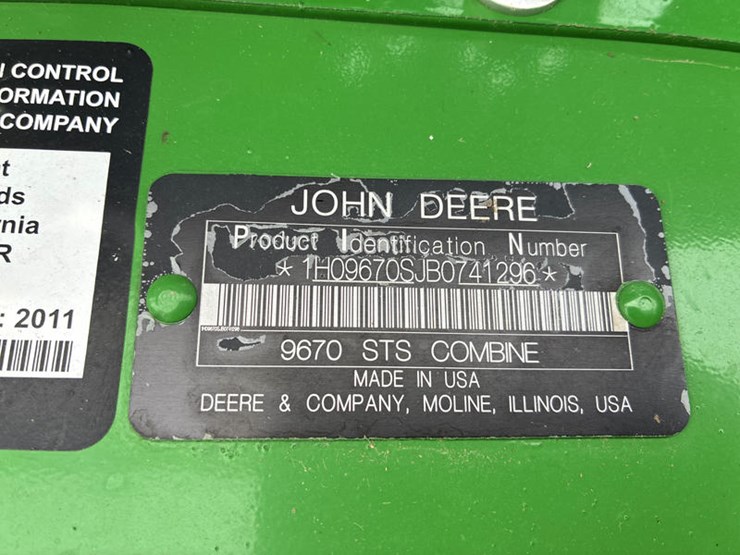 CONTROL
ORMATION
COMPANY
ds
nia
R
: 2011
JOHN DEERE
Product Identification Number
*1H09670SJB0741296*
9670 STS COMBINE
MADE IN USA
DEERE & COMPANY, MOLINE, ILLINOIS, USA